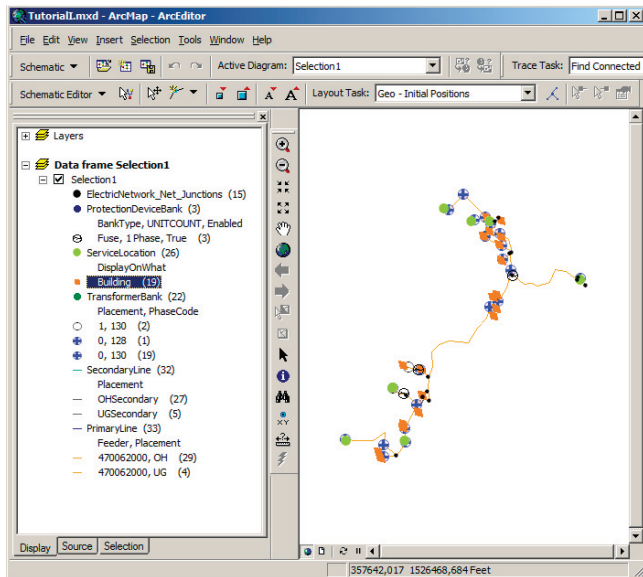 TutorialI.mxd - ArcMap - ArcEditor
File Edit View Insert Selection Tools Window Help
Schematic Active Diagram: Selection1 Trace Task: Find Connected
Schematic Editor A A Layout Task: Geo - Initial Positions
Layers
Data frame Selection1
Selection1
ElectricNetwork_Net_Junctions (15)
ProtectionDeviceBank (3)
BankType, UNITCOUNT, Enabled
Fuse, 1 Phase, True (3)
ServiceLocation (26)
DisplayOnWhat
Building (19)
TransformerBank (22)
Placement, PhaseCode
1, 130 (2)
0, 128 (1)
0, 130 (19)
SecondaryLine (32)
Placement
OHSecondary (27)
UGSecondary (5)
PrimaryLine (33)
Feeder, Placement
470062000, OH (29)
470062000, UG (4)
XY
Display Source Selection
357642,017 1526468,684 Feet